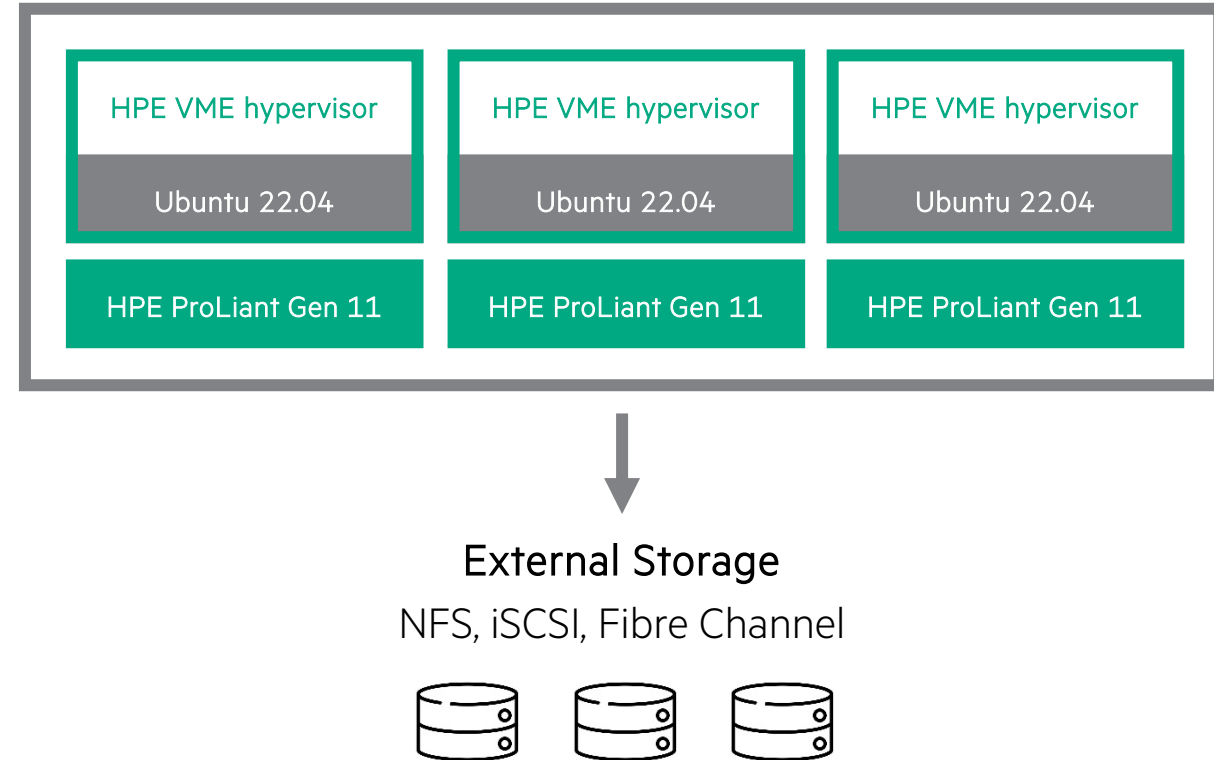 HPE VME hypervisor
HPE VME hypervisor
HPE VME hypervisor
Ubuntu 22.04
Ubuntu 22.04
Ubuntu 22.04
HPE ProLiant Gen 11
HPE ProLiant Gen 11
HPE ProLiant Gen 11
External Storage
NFS, iSCSI, Fibre Channel